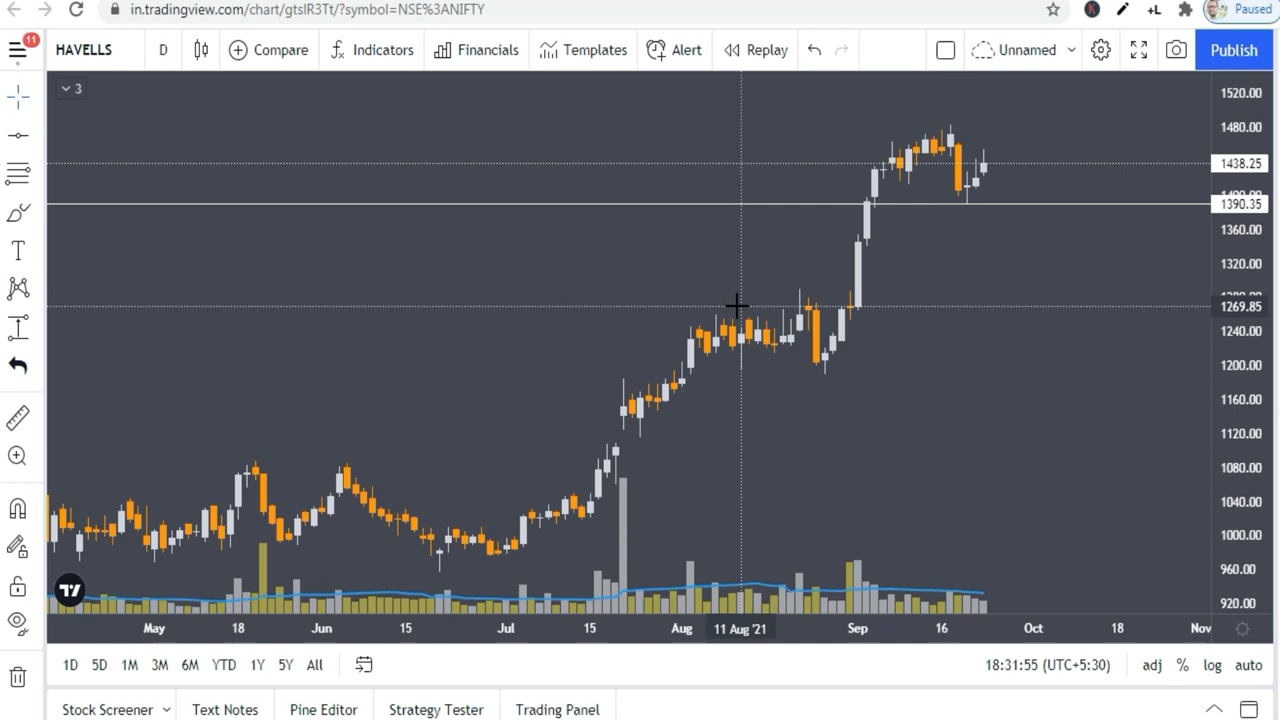 in.tradingview.com/chart/gtslR3Tt/?symbol=NSE%3ANIFTY
Paused
11
HAVELLS
D
Compare
Indicators
Financials
Templates
Alert
Replay
Unnamed
Publish
3
1520.00
1480.00
1438.25
1390.35
1360.00
1320.00
1269.85
1240.00
1200.00
1160.00
1120.00
1080.00
1040.00
1000.00
960.00
920.00
May 18 Jun 15 Jul 15 Aug 11 Aug '21 Sep 16 Oct 18 Nov
1D 5D 1M 3M 6M YTD 1Y 5Y All
18:31:55 (UTC+5:30)
adj % log auto
Stock Screener
Text Notes
Pine Editor
Strategy Tester
Trading Panel